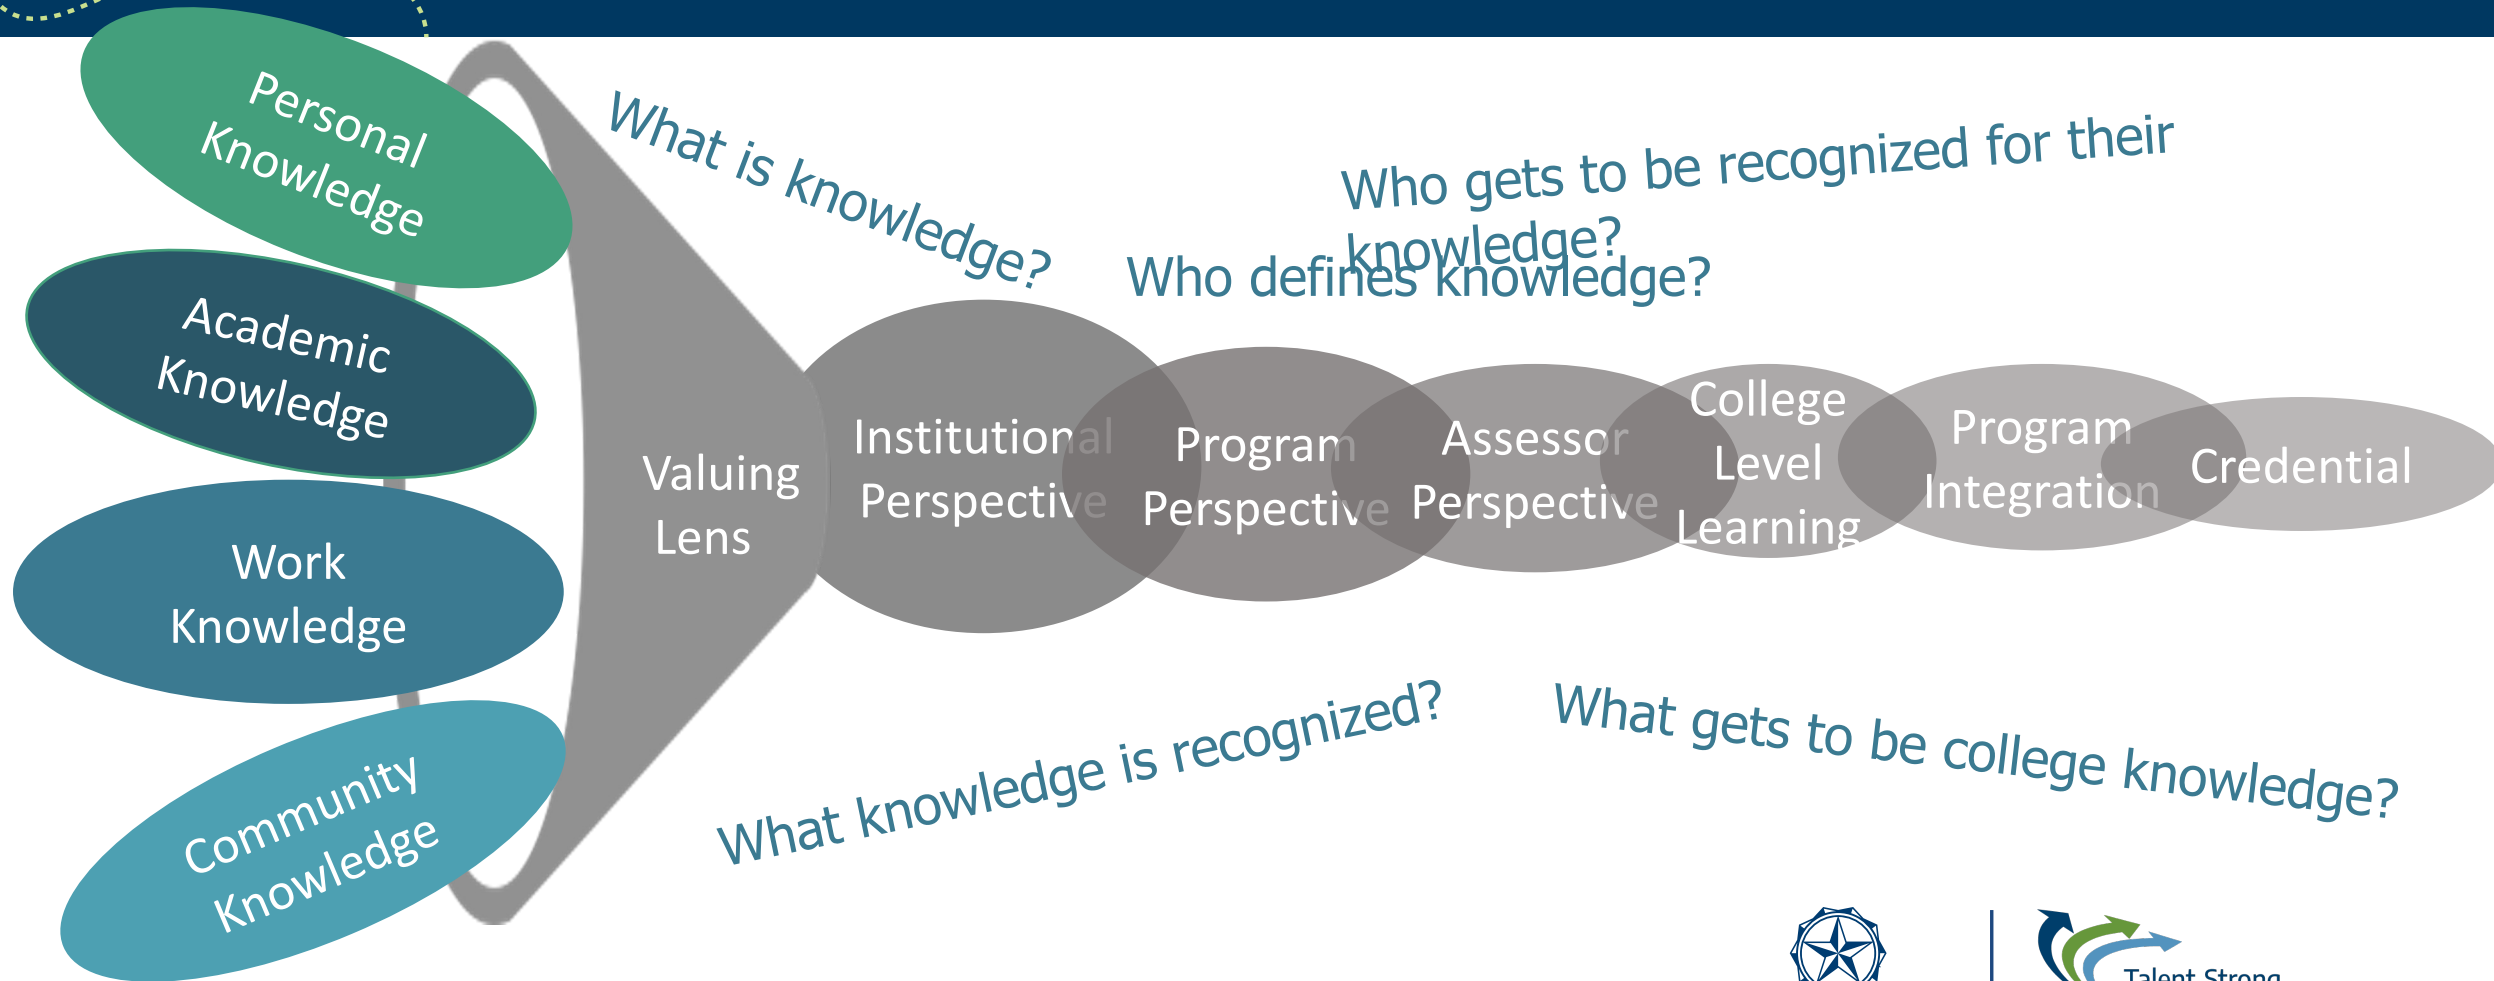 Personal
Knowledge
Academic
Knowledge
Work
Knowledge
Community
Knowledge
Valuing
Lens
What is knowledge?
Who gets to be recognized for their
knowledge?
Who defines knowledge?
Institutional
Perspective
Program
Perspective
Assessor
Perspective
College
Level
Learning
Program
Integration
Credential
What knowledge is recognized?
What gets to be college knowledge?
Talent Strong